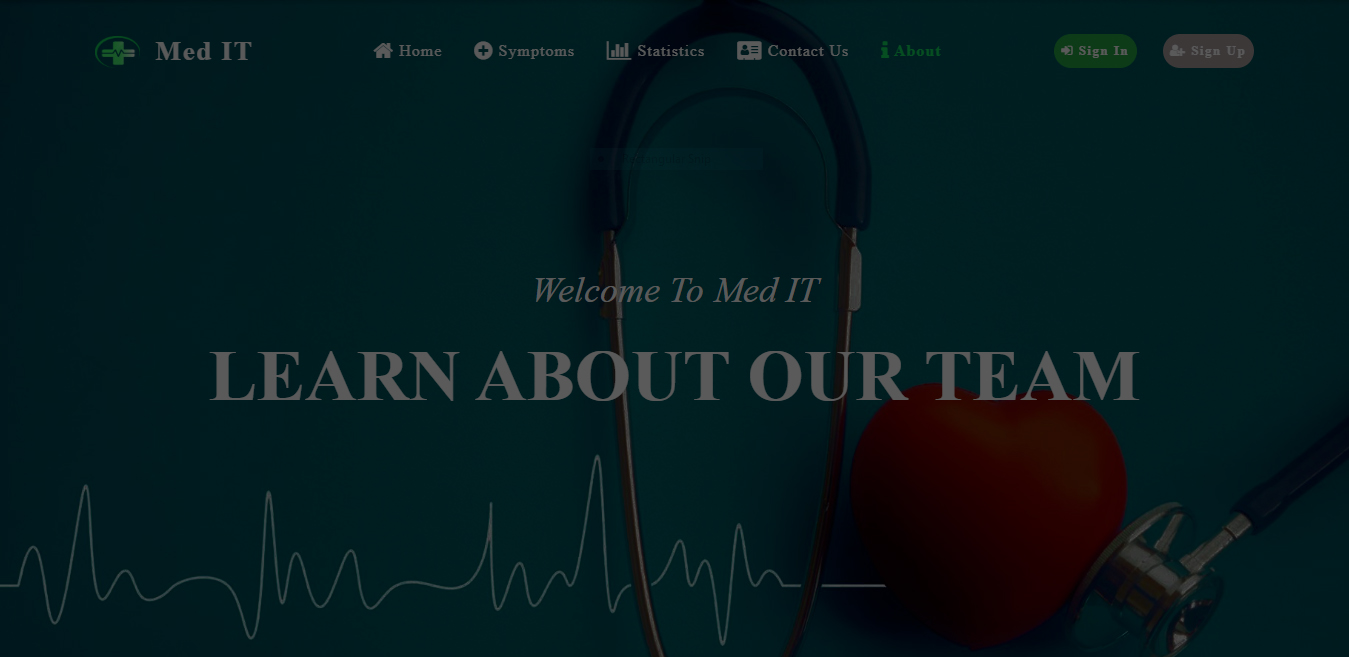 Med IT
Home Symptoms Statistics Contact Us About
Sign In Sign Up
Welcome To Med IT
LEARN ABOUT OUR TEAM